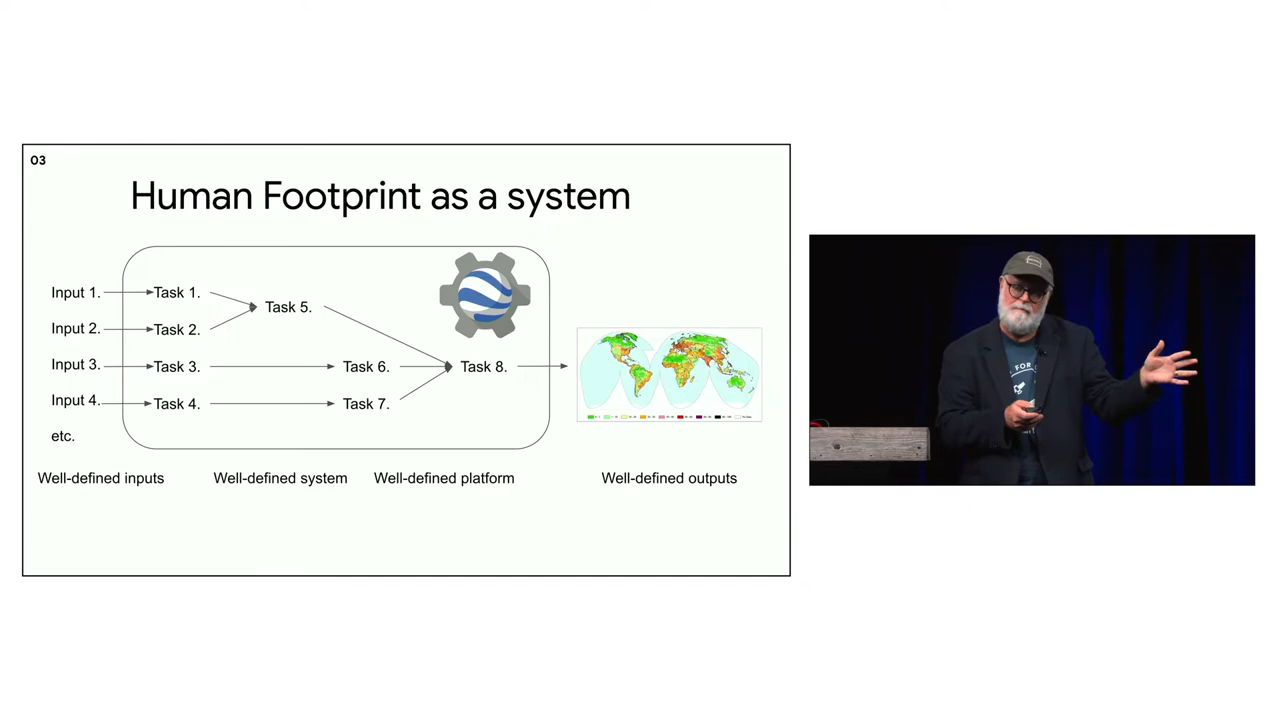 03
Human Footprint as a system
Input 1.
Task 1.
Task 5.
Input 2.
Task 2.
Input 3.
Task 3.
Task 6.
Task 8.
Input 4.
Task 4.
Task 7.
etc.
Well-defined inputs
Well-defined system
Well-defined platform
Well-defined outputs